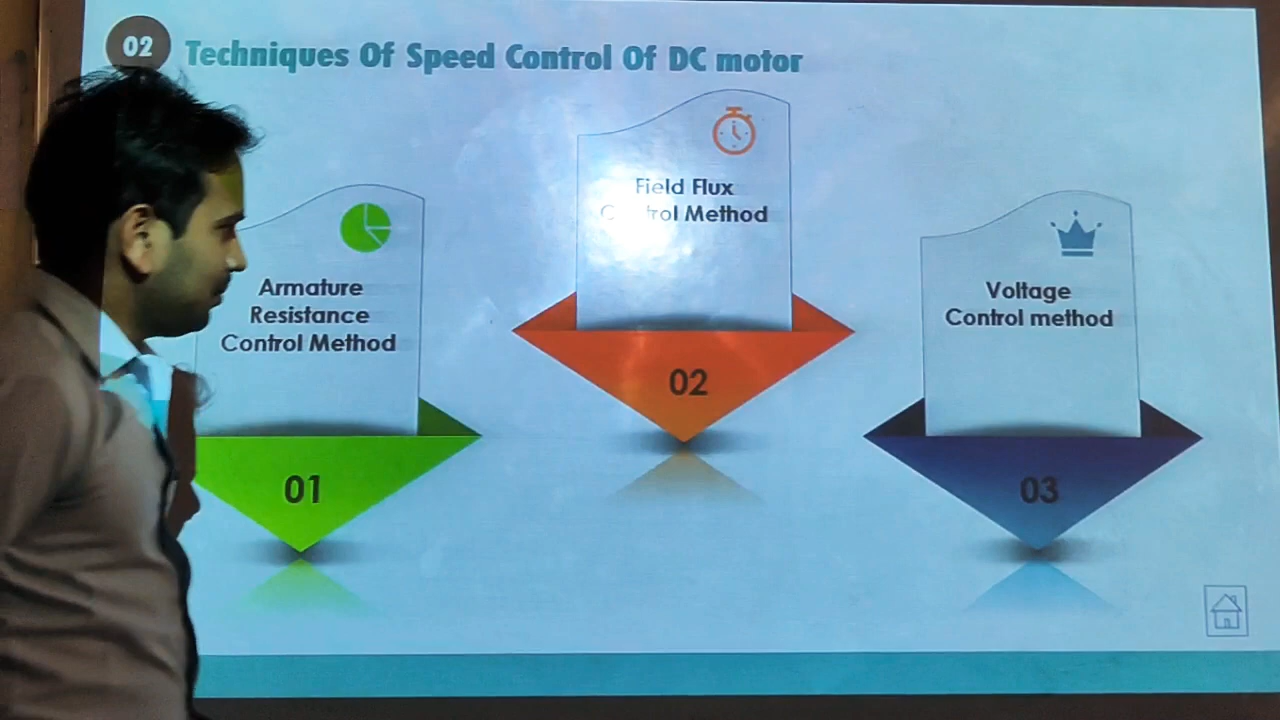 02
Techniques Of Speed Control Of DC motor
Armature
Resistance
Control Method
01
Field Flux
Control Method
02
Voltage
Control method
03